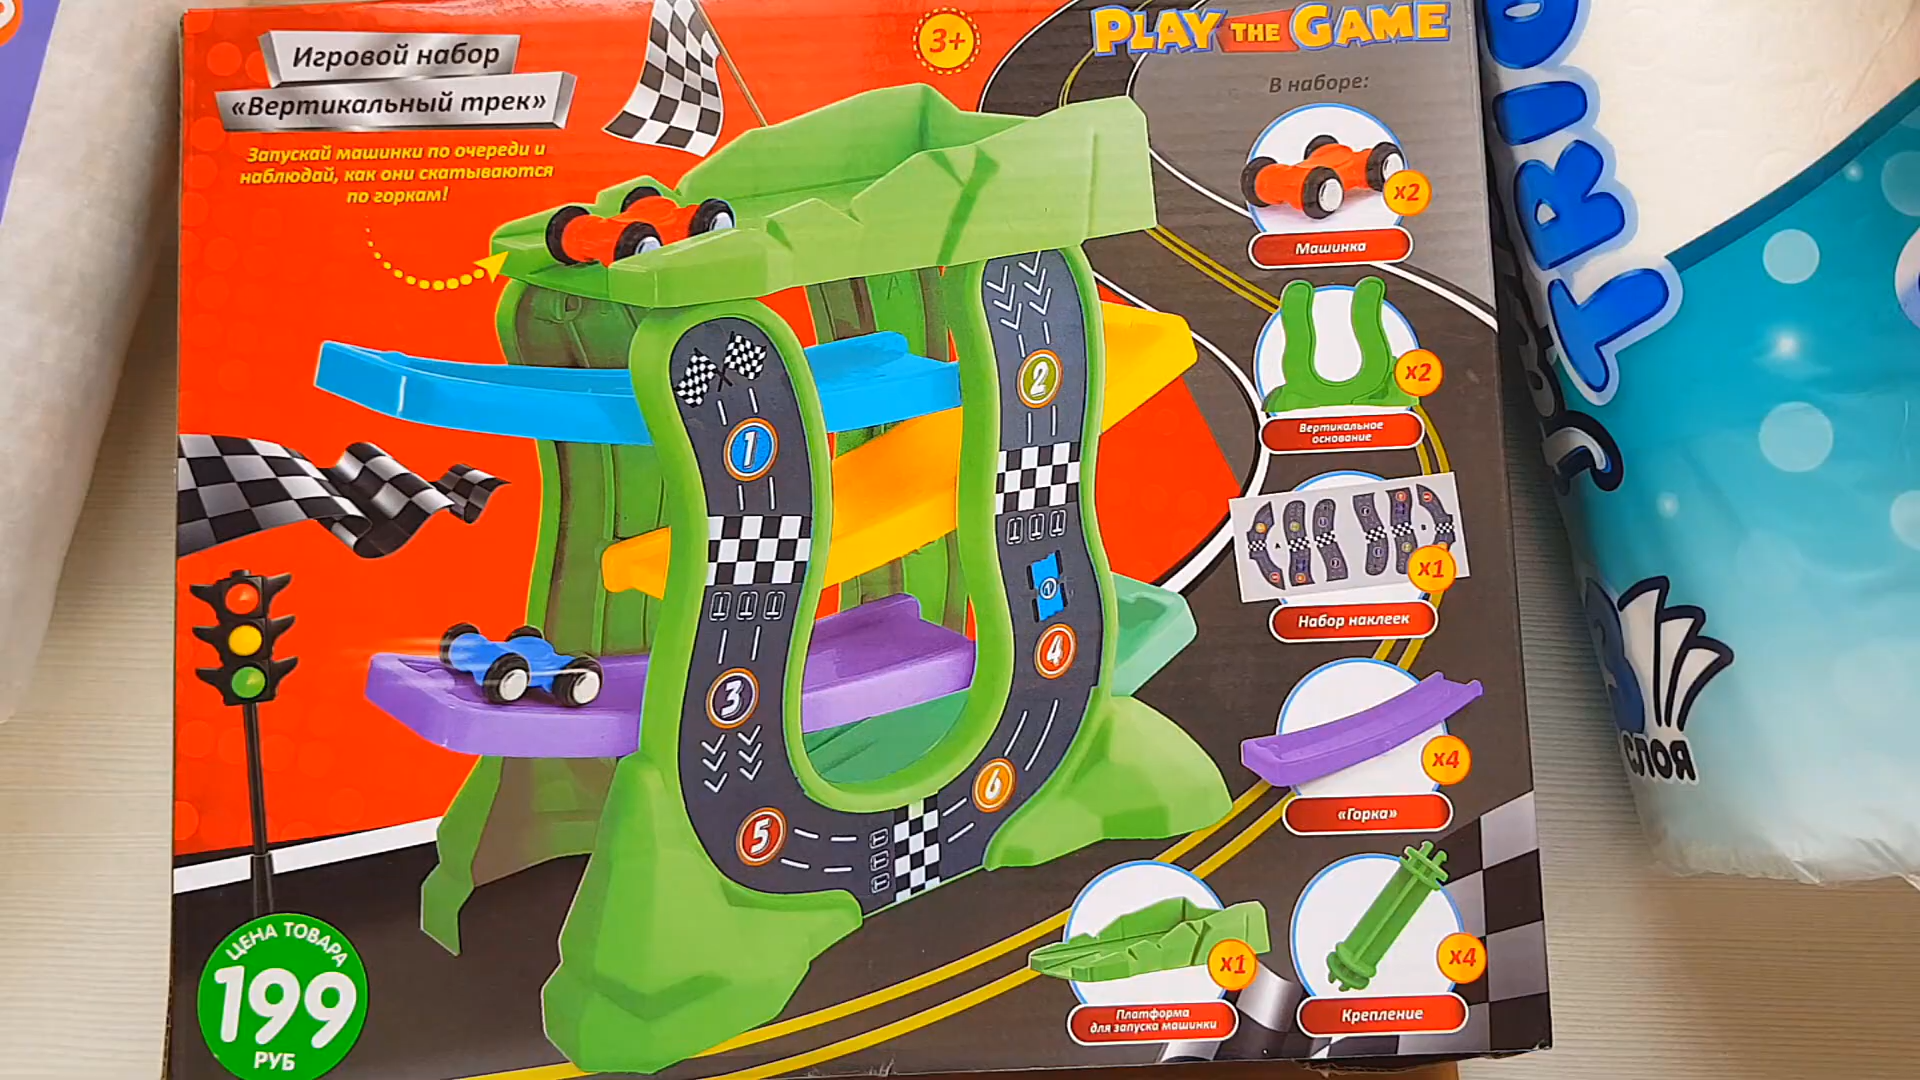 Игровой набор
«Вертикальный трек»
Запускай машинки по очереди и
наблюдай, как они скатываются
по горкам!
3+
PLAY THE GAME
В наборе:
x2
Машинка
x2
Вертикальное
основание
x1
Набор наклеек
x4
«Горка»
x1
Платформа
для запуска машинки
x4
Крепление
1
2
3
4
5
6
1
ЦЕНА ТОВАРА
199
РУБ
TRIO
СЛОЯ